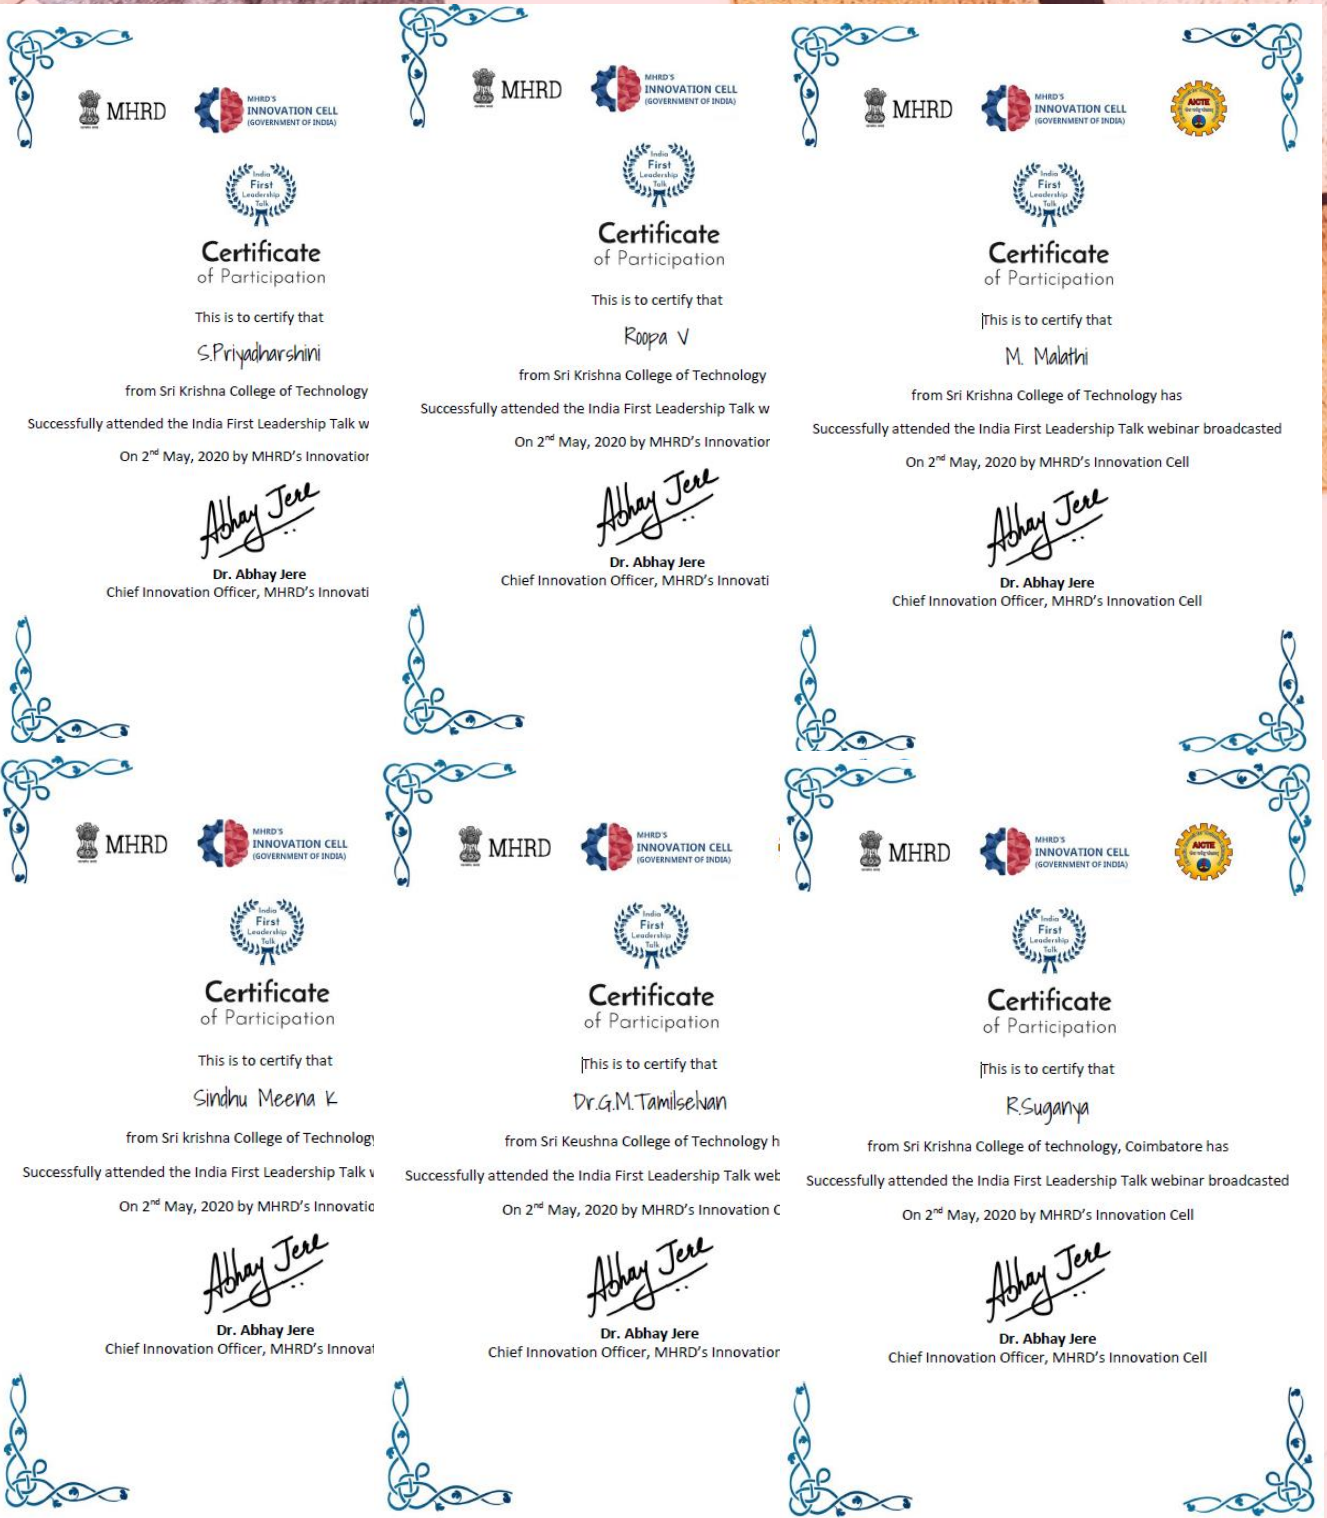 MHRD
MHRD'S
INNOVATION CELL
(GOVERNMENT OF INDIA)
India
First
Leadership
Talk
Certificate
of Participation
This is to certify that
S.Priyadharshini
from Sri Krishna College of Technology
Successfully attended the India First Leadership Talk w
On 2nd May, 2020 by MHRD's Innovation
Abhay Jere
Dr. Abhay Jere
Chief Innovation Officer, MHRD's Innovati
MHRD
MHRD'S
INNOVATION CELL
(GOVERNMENT OF INDIA)
India
First
Leadership
Talk
Certificate
of Participation
This is to certify that
Roopa V
from Sri Krishna College of Technology
Successfully attended the India First Leadership Talk w
On 2nd May, 2020 by MHRD's Innovation
Abhay Jere
Dr. Abhay Jere
Chief Innovation Officer, MHRD's Innovati
MHRD
MHRD'S
INNOVATION CELL
(GOVERNMENT OF INDIA)
AICTE
India
First
Leadership
Talk
Certificate
of Participation
This is to certify that
M. Malathi
from Sri Krishna College of Technology has
Successfully attended the India First Leadership Talk webinar broadcasted
On 2nd May, 2020 by MHRD's Innovation Cell
Abhay Jere
Dr. Abhay Jere
Chief Innovation Officer, MHRD's Innovation Cell
MHRD
MHRD'S
INNOVATION CELL
(GOVERNMENT OF INDIA)
India
First
Leadership
Talk
Certificate
of Participation
This is to certify that
Sindhu Meena K
from Sri krishna College of Technology
Successfully attended the India First Leadership Talk w
On 2nd May, 2020 by MHRD's Innovatio
Abhay Jere
Dr. Abhay Jere
Chief Innovation Officer, MHRD's Innovat
MHRD
MHRD'S
INNOVATION CELL
(GOVERNMENT OF INDIA)
India
First
Leadership
Talk
Certificate
of Participation
This is to certify that
Dr.G.M.Tamilselvan
from Sri Keushna College of Technology h
Successfully attended the India First Leadership Talk web
On 2nd May, 2020 by MHRD's Innovation C
Abhay Jere
Dr. Abhay Jere
Chief Innovation Officer, MHRD's Innovation
MHRD
MHRD'S
INNOVATION CELL
(GOVERNMENT OF INDIA)
AICTE
India
First
Leadership
Talk
Certificate
of Participation
This is to certify that
R.Suganya
from Sri Krishna College of technology, Coimbatore has
Successfully attended the India First Leadership Talk webinar broadcasted
On 2nd May, 2020 by MHRD's Innovation Cell
Abhay Jere
Dr. Abhay Jere
Chief Innovation Officer, MHRD's Innovation Cell